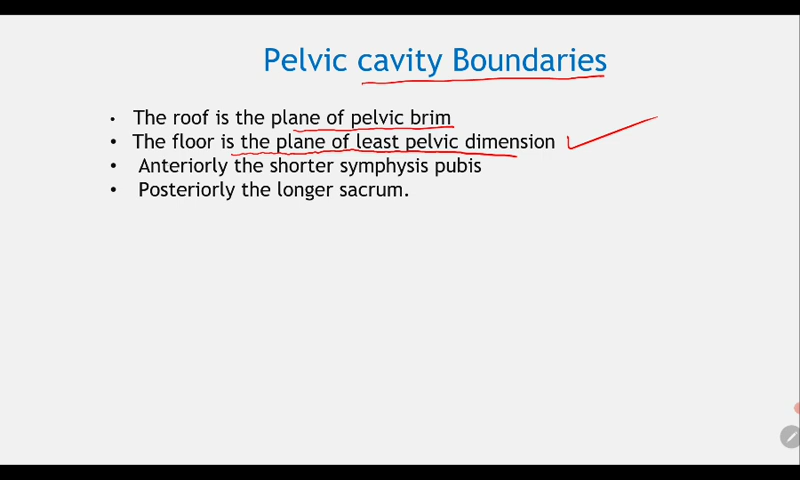 Pelvic cavity Boundaries
• The roof is the plane of pelvic brim
• The floor is the plane of least pelvic dimension
• Anteriorly the shorter symphysis pubis
• Posteriorly the longer sacrum.